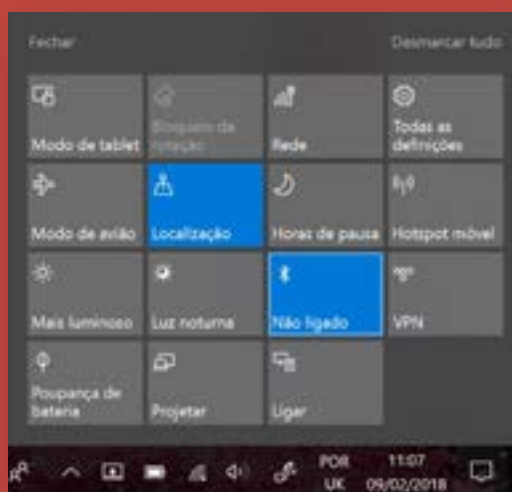 Fechar
Desmarcar tudo
Modo de tablet
Bloqueio da
rotação
Rede
Todas as
definições
Modo de avião
Localização
Horas de pausa
Hotspot móvel
Mais luminoso
Luz noturna
Não ligado
VPN
Poupança de
bateria
Projetar
Ligar
POR
UK
11:07
09/02/2018